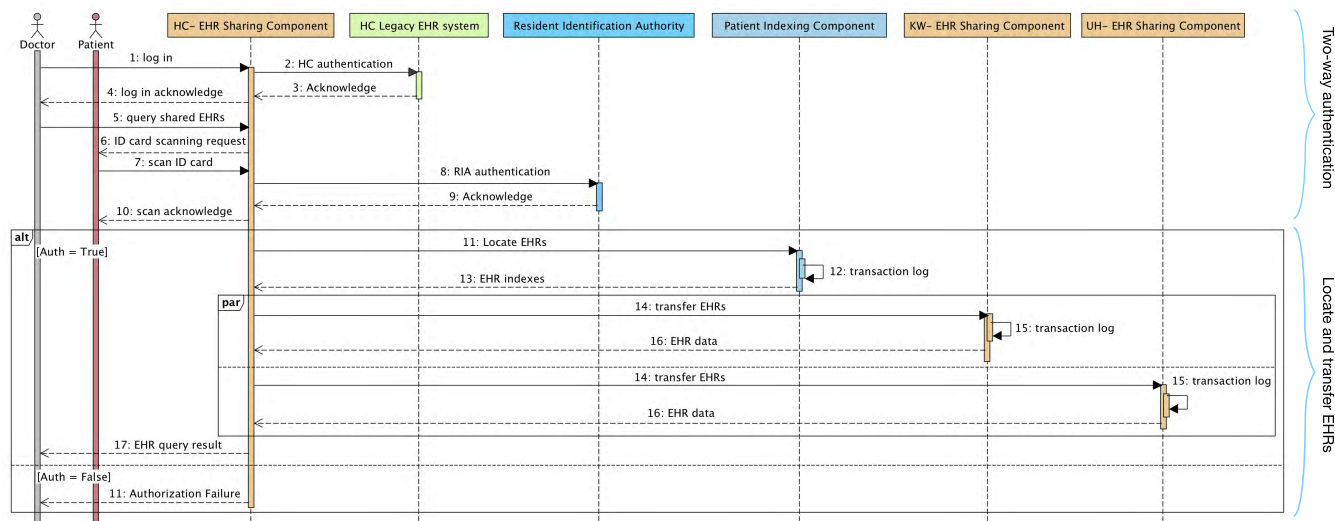 Doctor
Patient
HC- EHR Sharing Component
HC Legacy EHR system
Resident Identification Authority
Patient Indexing Component
KW- EHR Sharing Component
UH- EHR Sharing Component
Two-way authentication
1: log in
2: HC authentication
3: Acknowledge
4: log in acknowledge
5: query shared EHRs
6: ID card scanning request
7: scan ID card
8: RIA authentication
9: Acknowledge
10: scan acknowledge
alt
[Auth = True]
11: Locate EHRs
12: transaction log
13: EHR indexes
Locate and transfer EHRs
par
14: transfer EHRs
15: transaction log
16: EHR data
14: transfer EHRs
15: transaction log
16: EHR data
17: EHR query result
[Auth = False]
11: Authorization Failure